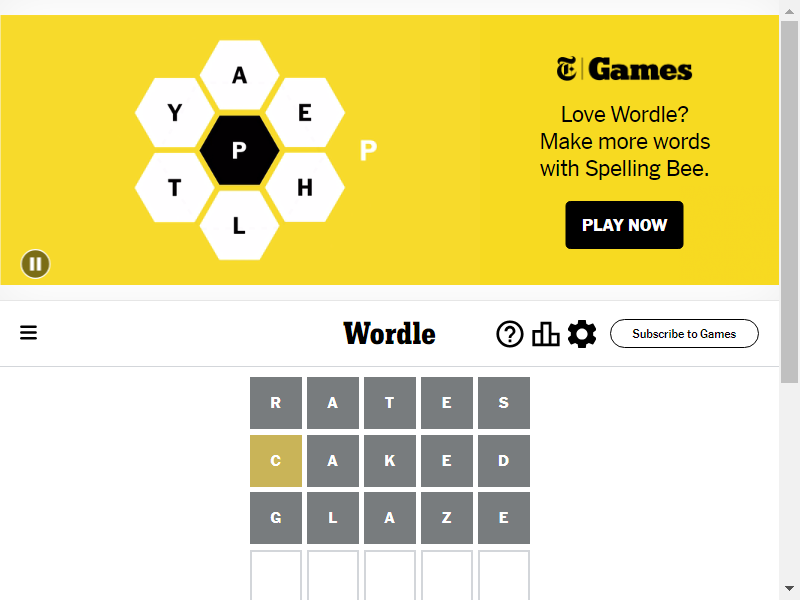 A
Y E
P P
T H
L
Games
Love Wordle?
Make more words
with Spelling Bee.
PLAY NOW
Wordle
?
Subscribe to Games
R A T E S
C A K E D
G L A Z E